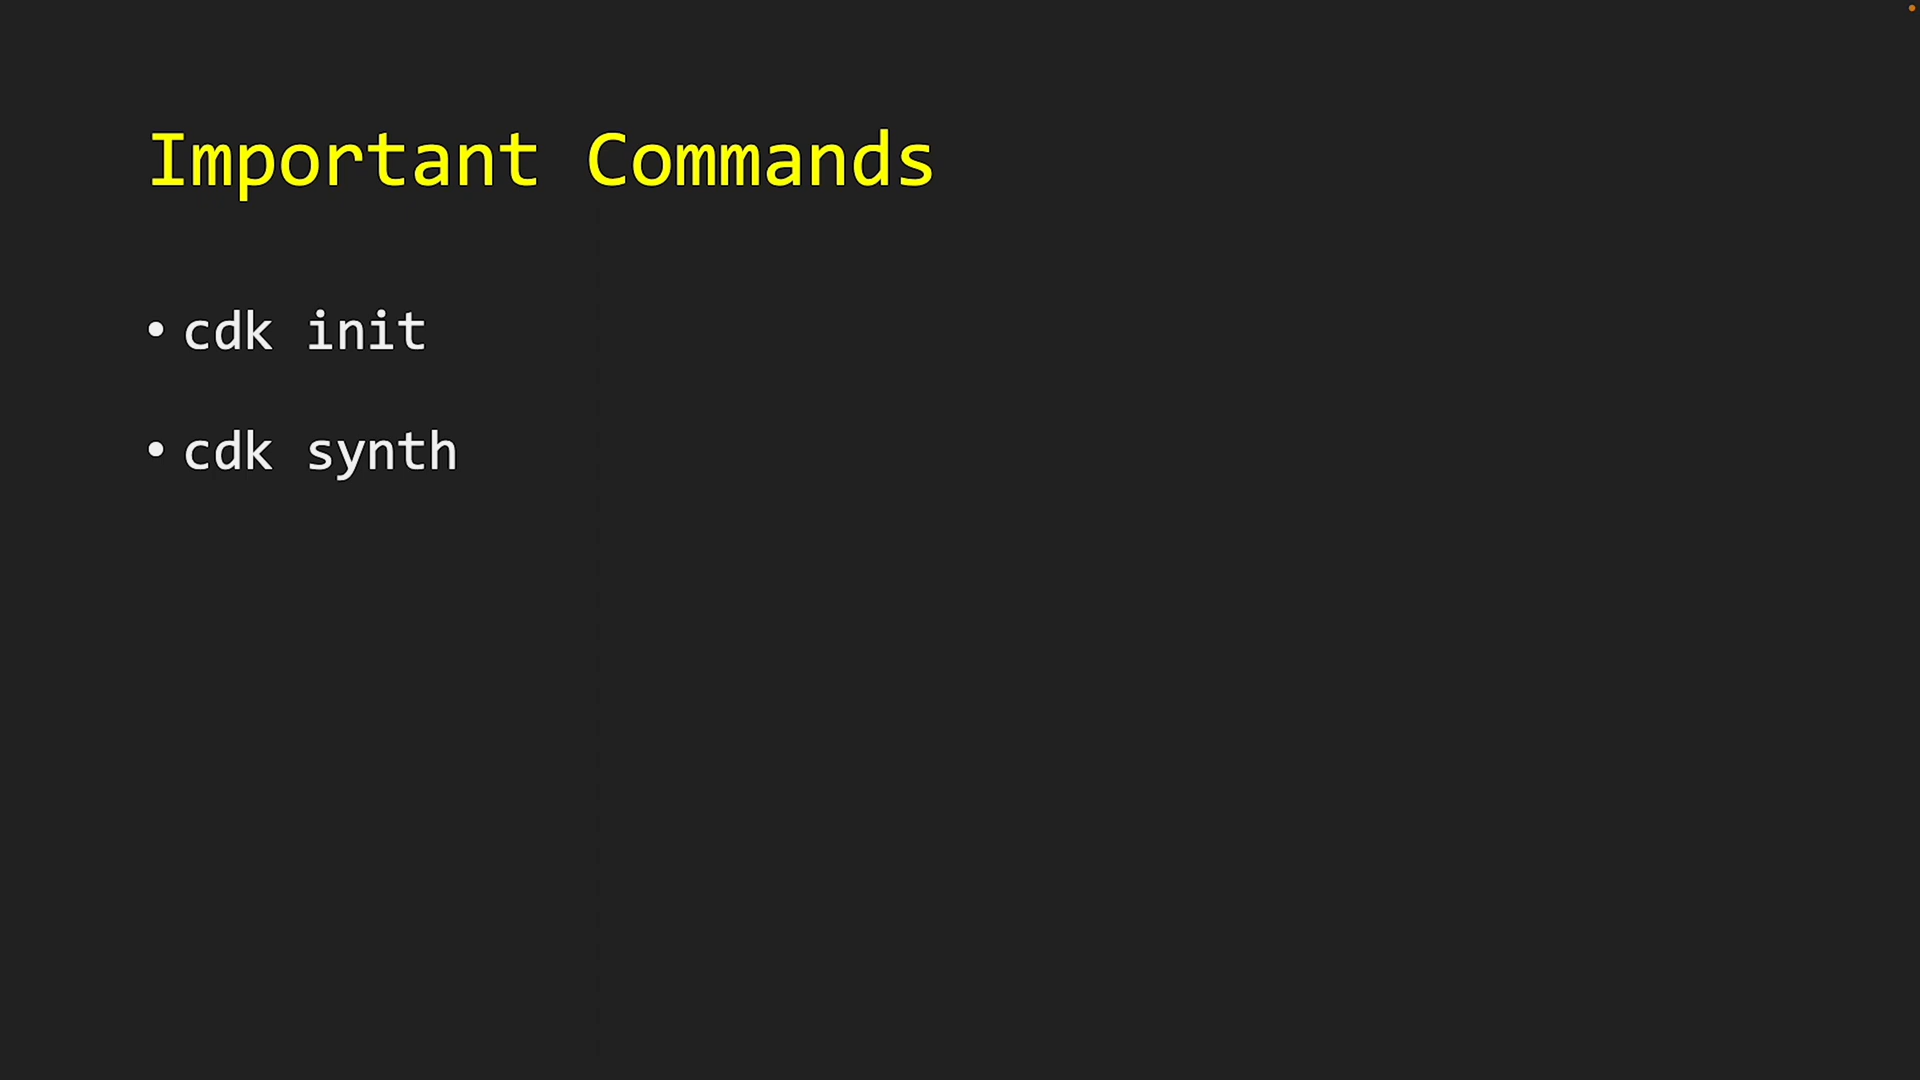 Important Commands
• cdk init
• cdk synth